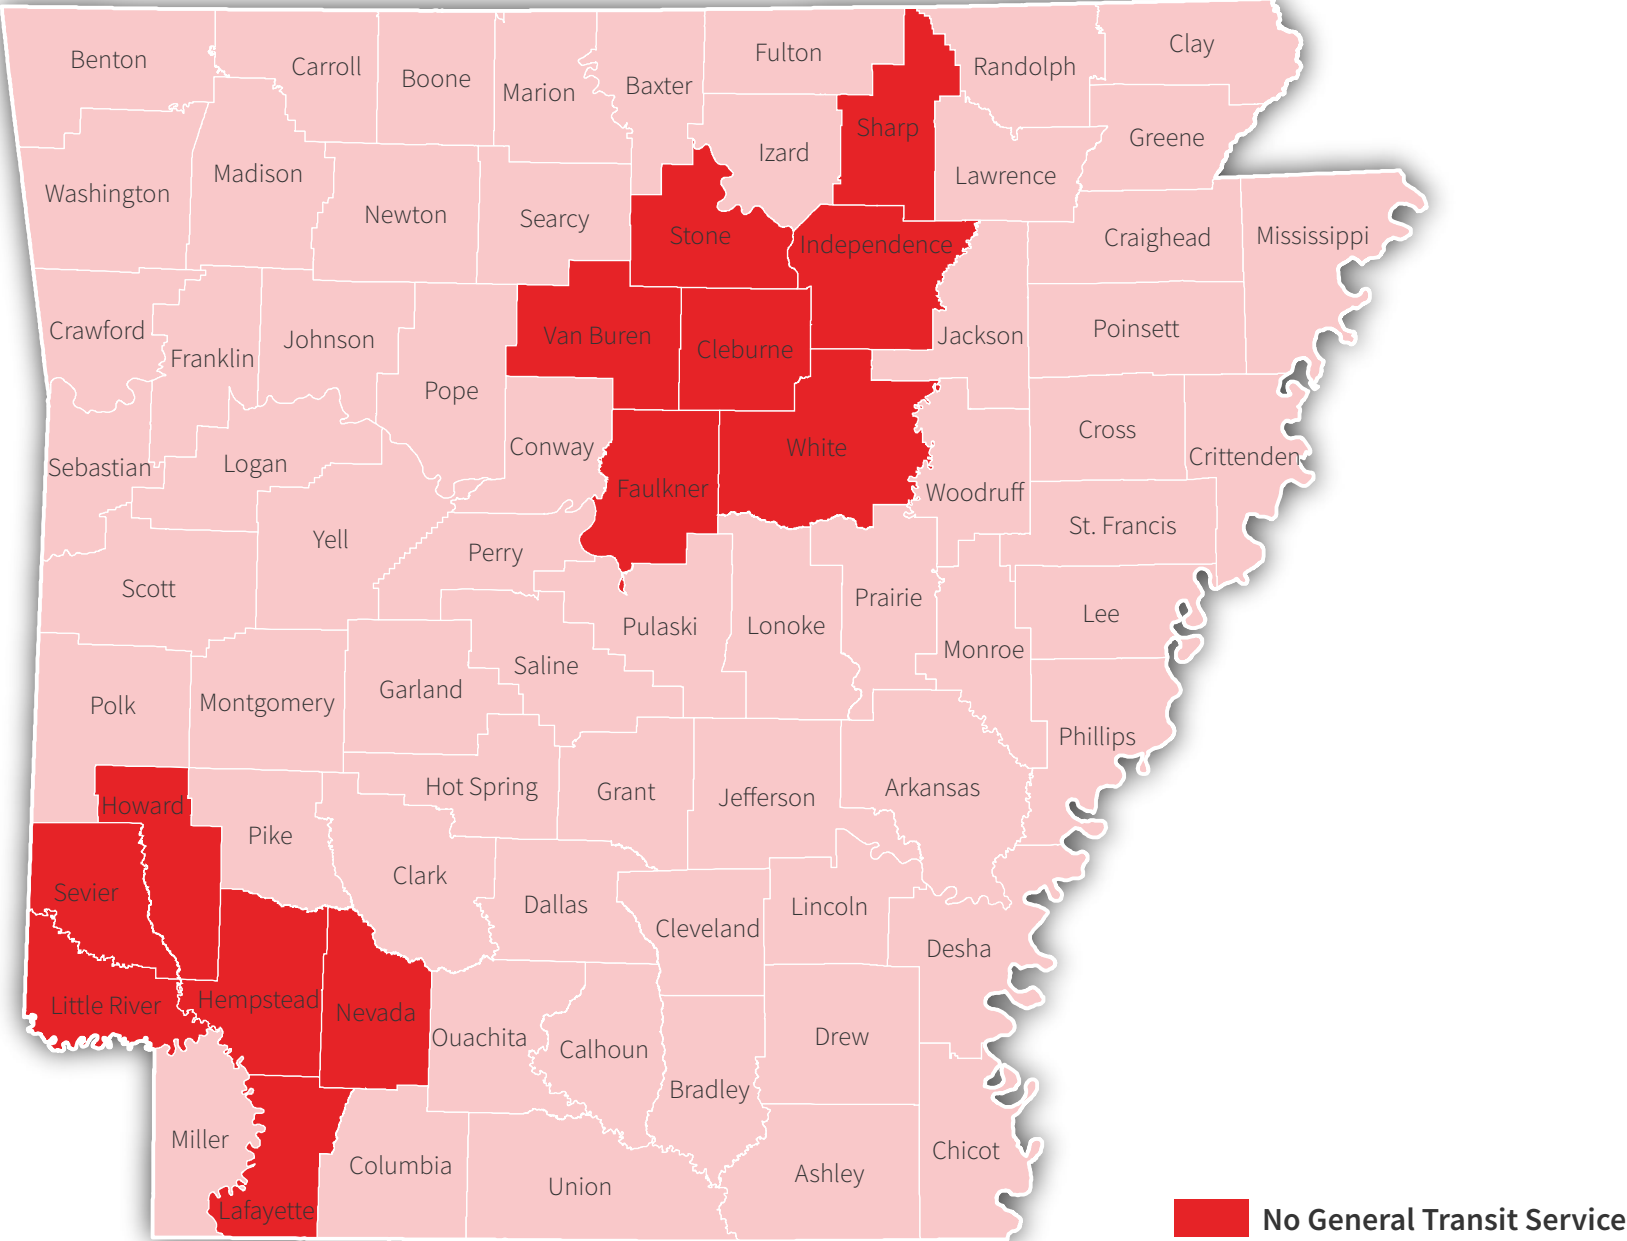 Benton
Carroll
Boone
Marion
Baxter
Fulton
Sharp
Randolph
Clay
Washington
Madison
Newton
Searcy
Stone
Izard
Independence
Lawrence
Greene
Craighead
Mississippi
Crawford
Franklin
Johnson
Pope
Van Buren
Cleburne
Jackson
Poinsett
Sebastian
Logan
Conway
Faulkner
White
Woodruff
Cross
Crittenden
Scott
Yell
Perry
Pulaski
Lonoke
Prairie
Monroe
St. Francis
Lee
Polk
Montgomery
Garland
Saline
Phillips
Howard
Pike
Hot Spring
Grant
Jefferson
Arkansas
Sevier
Clark
Dallas
Cleveland
Lincoln
Desha
Little River
Hempstead
Nevada
Ouachita
Calhoun
Bradley
Drew
Miller
Lafayette
Columbia
Union
Ashley
Chicot
No General Transit Service